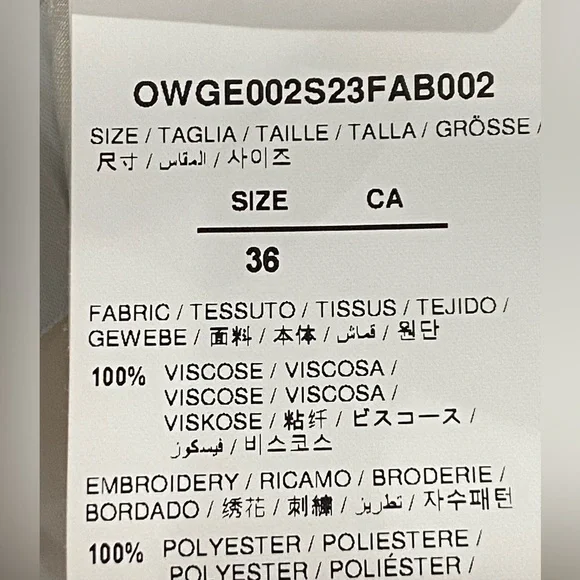 OWGE002S23FAB002
SIZE / TAGLIA / TAILLE / TALLA / GRÖSSE /
尺寸 / المقاس / 사이즈
SIZE CA
36
FABRIC / TESSUTO / TISSUS / TEJIDO /
GEWEBE / 面料 / 本体 / قماش / 원단
100% VISCOSE / VISCOSA /
VISCOSE / VISCOSA /
VISKOSE / 粘纤 / ビスコース /
فيسكوز / 비스코스
EMBROIDERY / RICAMO / BRODERIE /
BORDADO / 绣花 / 刺繍 / تطريز / 자수패턴
100% POLYESTER / POLIESTERE /
POLYESTER / POLIÉSTER /